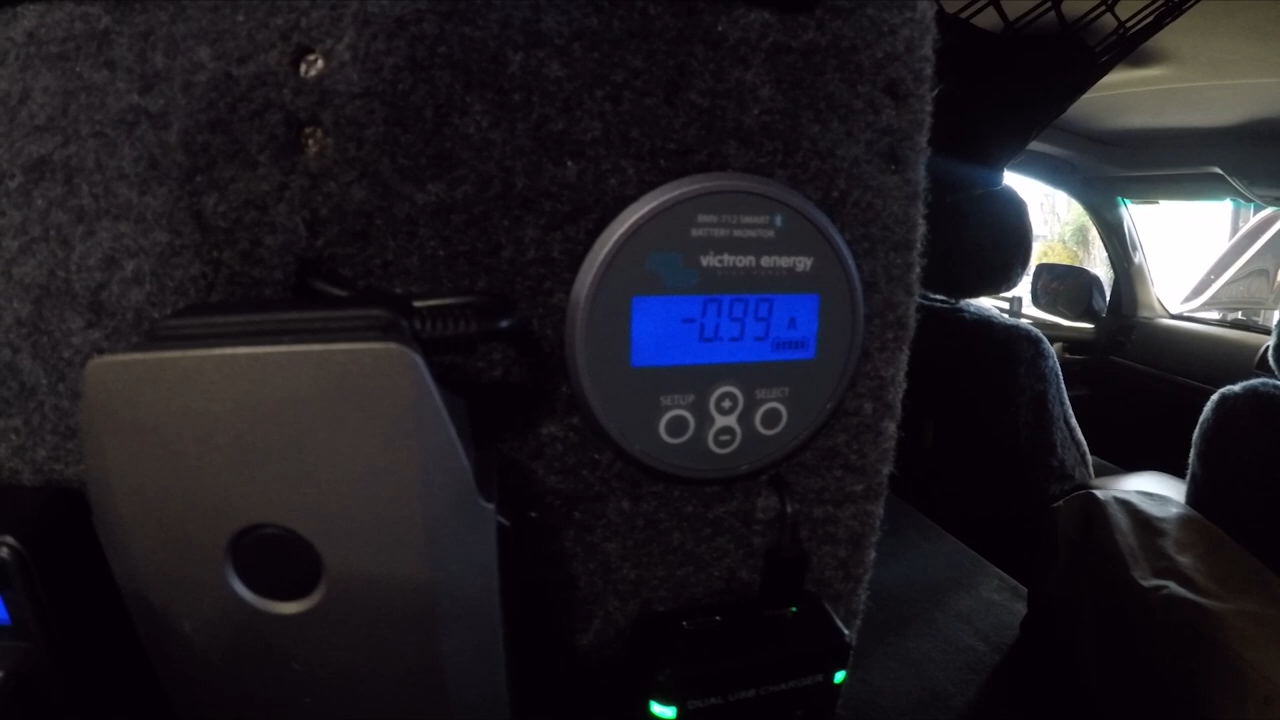 BMV-712 SMART
BATTERY MONITOR
victron energy
-0.99 A
SETUP
+
SELECT
-
DUAL USB CHARGER